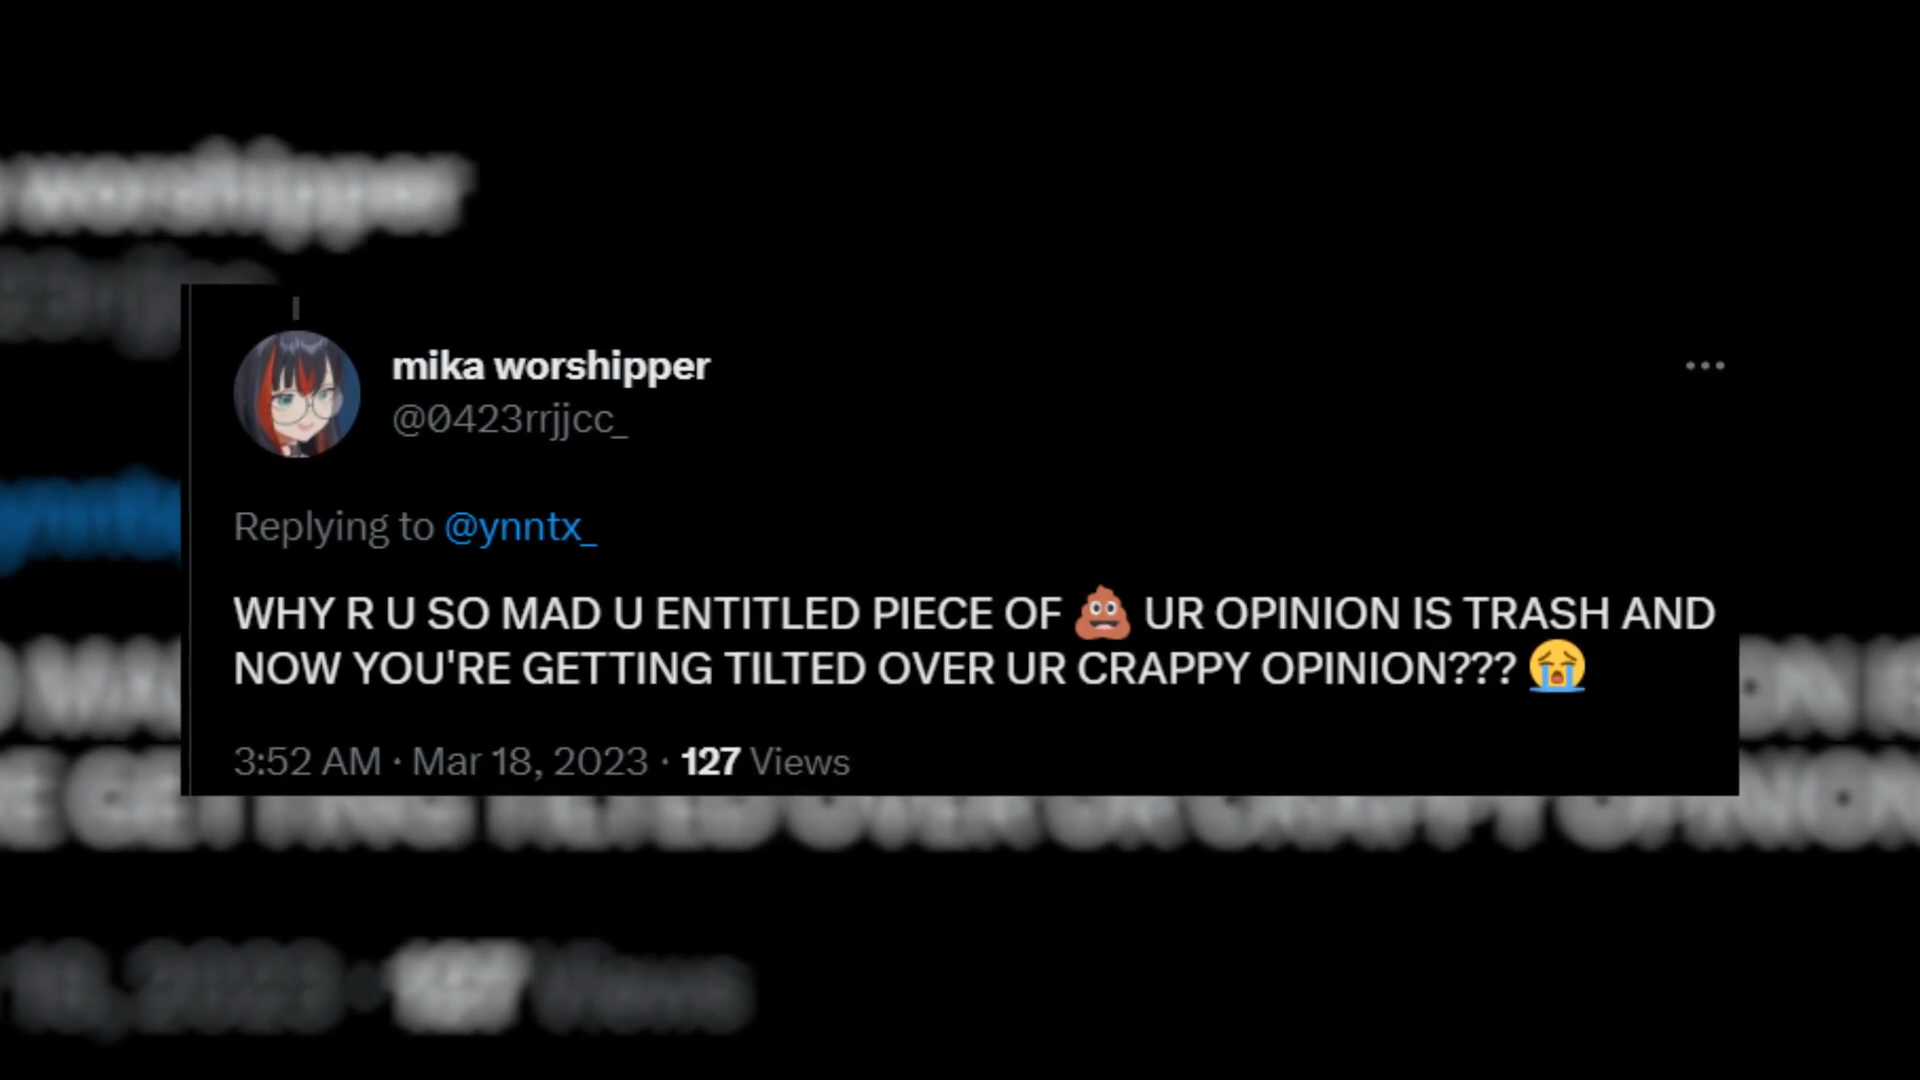 mika worshipper
@0423rrjjcc_
Replying to @ynntx_
WHY R U SO MAD U ENTITLED PIECE OF 💩 UR OPINION IS TRASH AND
NOW YOU'RE GETTING TILTED OVER UR CRAPPY OPINION??? 😭
3:52 AM · Mar 18, 2023 · 127 Views